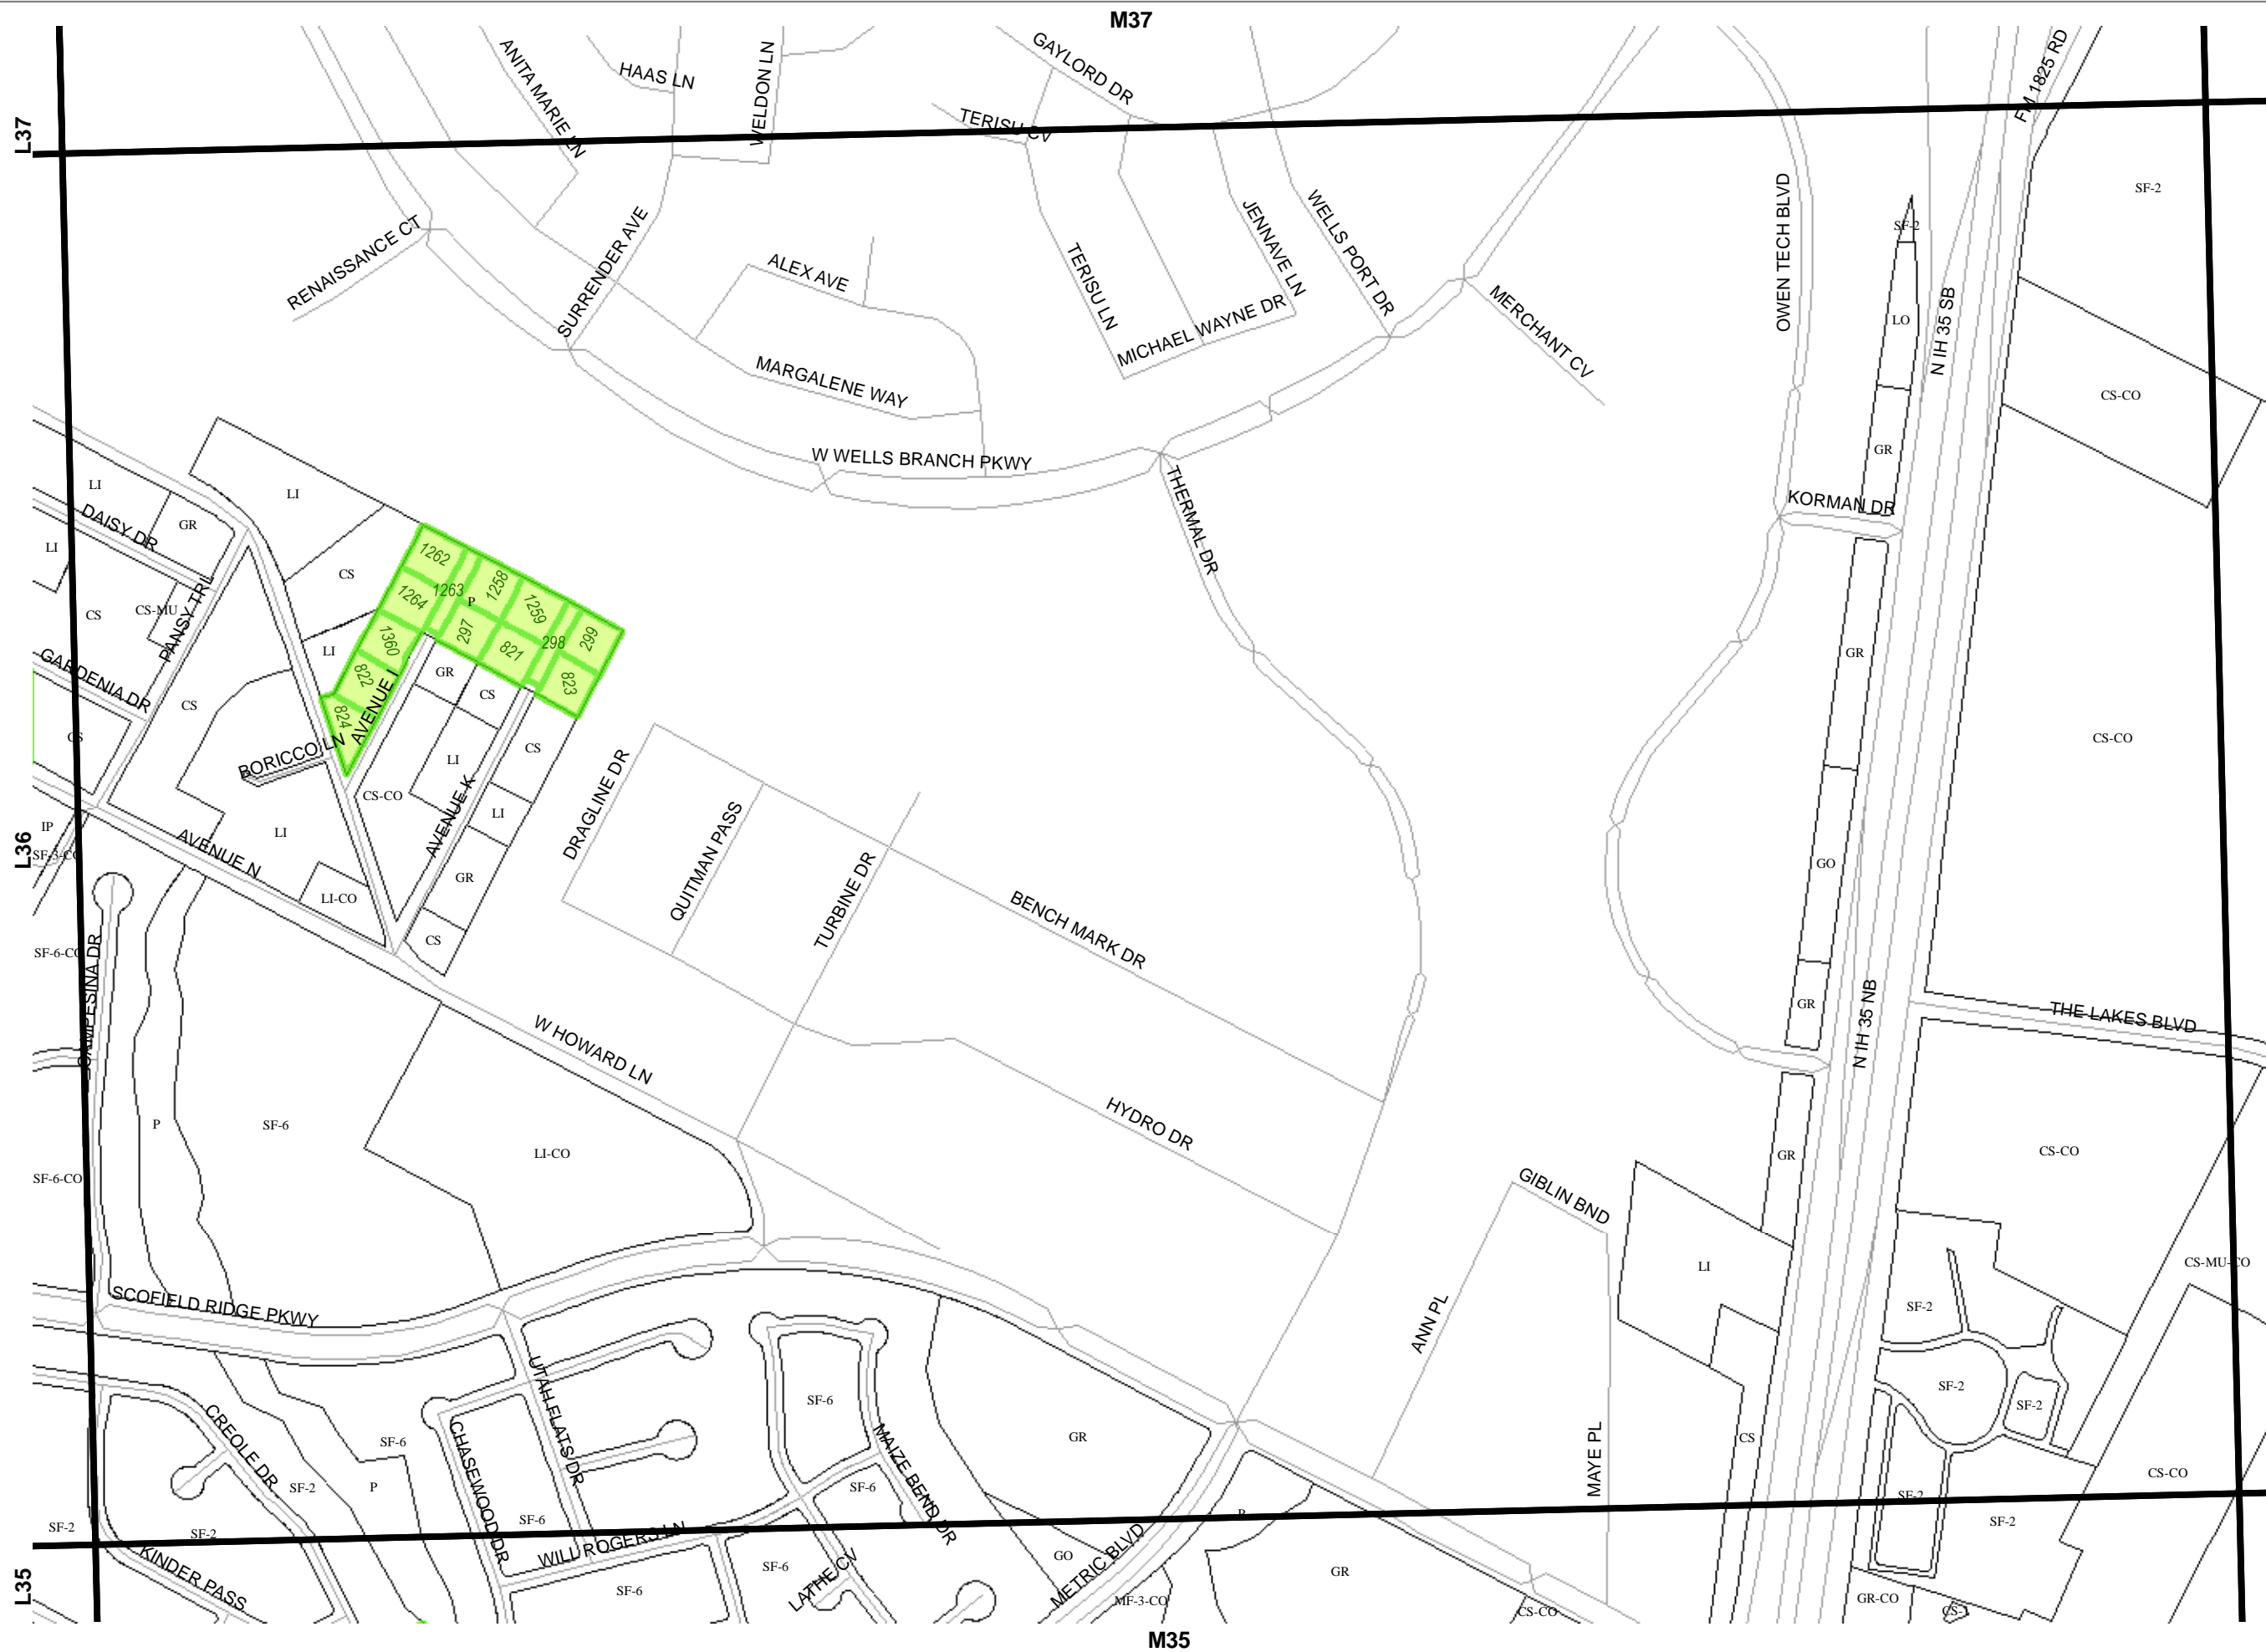 M37
L37
ANITA MARIE LN
HAAS LN
WELDON LN
GAYLORD DR
TERISU CV
FM 1825 RD
SF-2
RENAISSANCE CT
SURRENDER AVE
ALEX AVE
TERISU LN
JENNAVE LN
WELLS PORT DR
OWEN TECH BLVD
SF-2
MICHAEL WAYNE DR
MERCHANT CV
LO
N IH 35 SB
MARGALENE WAY
CS-CO
W WELLS BRANCH PKWY
GR
LI
LI
GR
DAISY DR
THERMAL DR
KORMAN DR
LI
CS
1262
1263
P
1258
1259
1264
298
299
CS
CS-MU
PANSY TRL
1360
297
821
LI
822
823
GARDENIA DR
GR
CS
GR
CS
824
AVENUE I
CS
BORICCO LN
LI
CS
CS-CO
CS-CO
AVENUE K
LI
DRAGLINE DR
QUITMAN PASS
TURBINE DR
IP
L36
SF-3-CO
AVENUE N
LI
GR
GO
LI-CO
BENCH MARK DR
CS
SF-6-CO
CAMPESINA DR
GR
N IH 35 NB
THE LAKES BLVD
W HOWARD LN
P
SF-6
LI-CO
HYDRO DR
GR
CS-CO
SF-6-CO
GIBLIN BND
LI
CS-MU-CO
SCOFIELD RIDGE PKWY
SF-2
ANN PL
UTAH FLATS DR
SF-6
SF-2
SF-2
CREOLE DR
SF-6
CHASEWOOD DR
MAIZE BEND DR
GR
MAYE PL
CS
CS-CO
SF-2
P
SF-6
SF-2
SF-2
SF-2
SF-6
P
SF-2
WILL ROGERS LN
KINDER PASS
SF-6
LATHE CV
GO
METRIC BLVD
GR
L35
SF-6
MF-3-CO
CS-CO
GR-CO
CS-1
M35